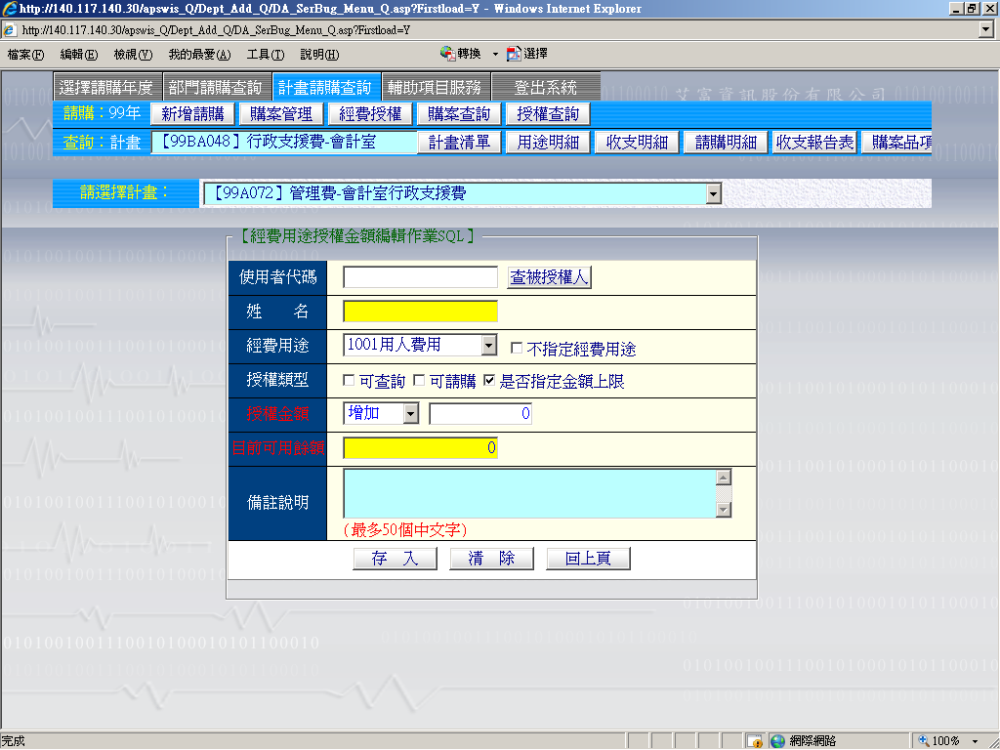 http://140.117.140.30/apswis_Q/Dept_Add_Q/DA_SerBug_Menu_Q.asp?Firstload=Y - Windows Internet Explorer
http://140.117.140.30/apswis_Q/Dept_Add_Q/DA_SerBug_Menu_Q.asp?Firstload=Y
檔案(F) 編輯(E) 檢視(V) 我的最愛(A) 工具(T) 說明(H) 轉換 選擇
選擇請購年度 部門請購查詢 計畫請購查詢 輔助項目服務 登出系統
艾富資訊股份有限公司
請購：99年 新增請購 購案管理 經費授權 購案查詢 授權查詢
查詢：計畫 【99BA048】行政支援費-會計室 計畫清單 用途明細 收支明細 請購明細 收支報告表 購案品項
請選擇計畫： 【99A072】管理費-會計室行政支援費
【經費用途授權金額編輯作業SQL】
使用者代碼 查被授權人
姓　　名
經費用途 1001用人費用 不指定經費用途
授權類型 可查詢 可請購 是否指定金額上限
授權金額 增加 0
目前可用餘額 0
備註說明
(最多50個中文字)
存　入 清　除 回上頁
010100100111001010001010110001​0
完成 網際網路 100%